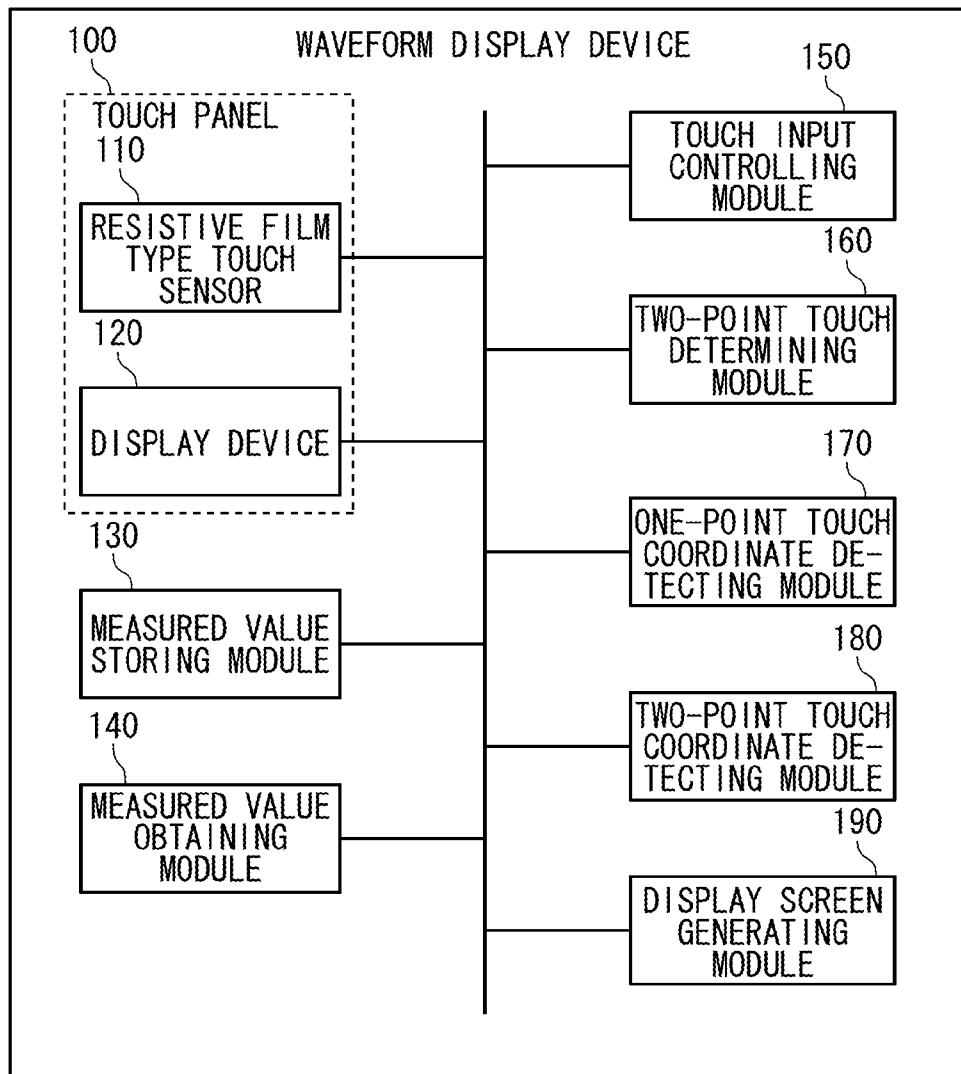 WAVEFORM DISPLAY DEVICE
100
TOUCH PANEL
110
RESISTIVE FILM
TYPE TOUCH
SENSOR
120
DISPLAY DEVICE
130
MEASURED VALUE
STORING MODULE
140
MEASURED VALUE
OBTAINING
MODULE
150
TOUCH INPUT
CONTROLLING
MODULE
160
TWO-POINT TOUCH
DETERMINING
MODULE
170
ONE-POINT TOUCH
COORDINATE DE-
TECTING MODULE
180
TWO-POINT TOUCH
COORDINATE DE-
TECTING MODULE
190
DISPLAY SCREEN
GENERATING
MODULE